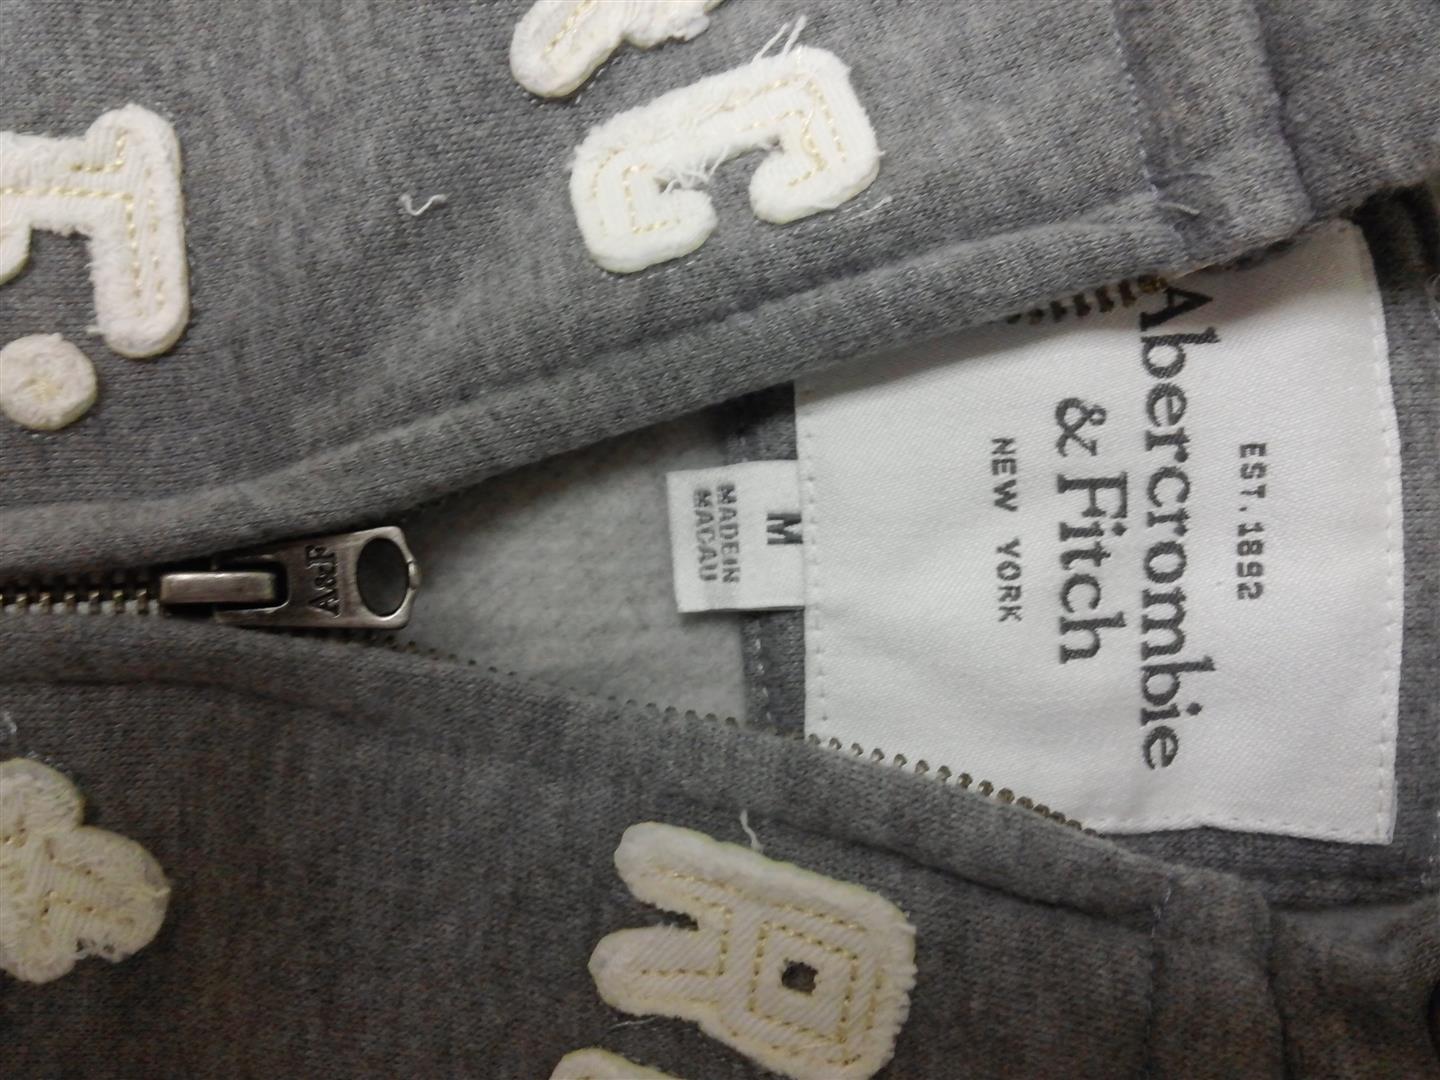 EST. 1892
Abercrombie
& Fitch
NEW YORK
M
MADE IN
MACAU
A&F
C
R